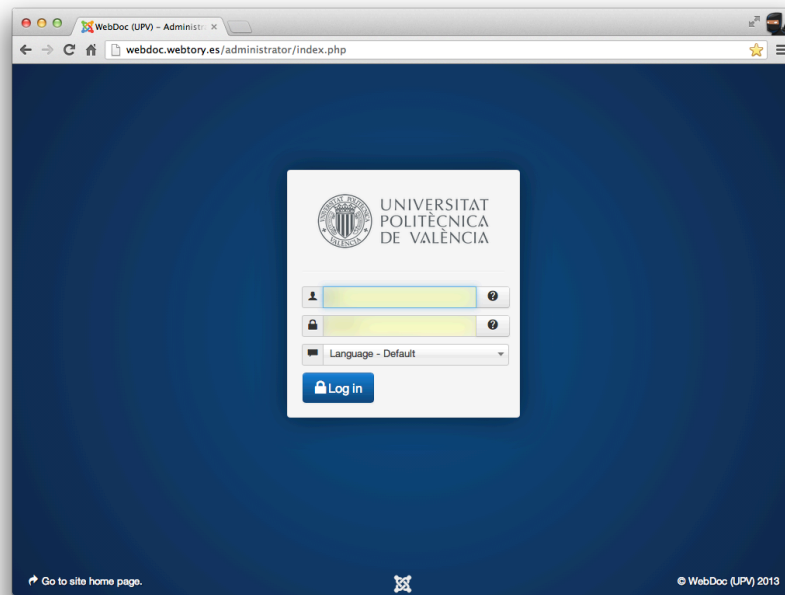 WebDoc (UPV) – Administr
webdoc.webtory.es/administrator/index.php
UNIVERSITAT
POLITÈCNICA
DE VALÈNCIA
Language - Default
Log in
Go to site home page.
© WebDoc (UPV) 2013